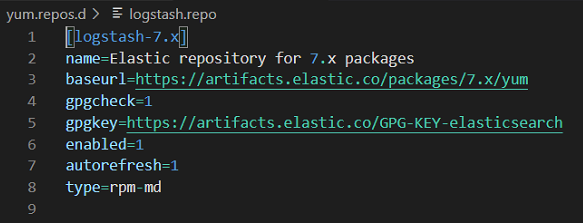 yum.repos.d > logstash.repo
1 [logstash-7.x]
2 name=Elastic repository for 7.x packages
3 baseurl=https://artifacts.elastic.co/packages/7.x/yum
4 gpgcheck=1
5 gpgkey=https://artifacts.elastic.co/GPG-KEY-elasticsearch
6 enabled=1
7 autorefresh=1
8 type=rpm-md
9